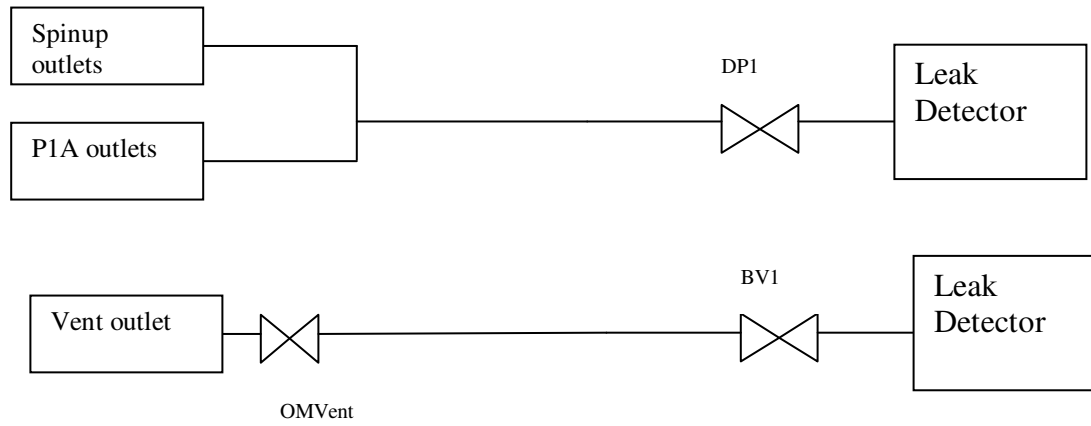 Spinup
outlets
DP1
Leak
Detector
P1A outlets
BV1
Leak
Detector
Vent outlet
OMVent